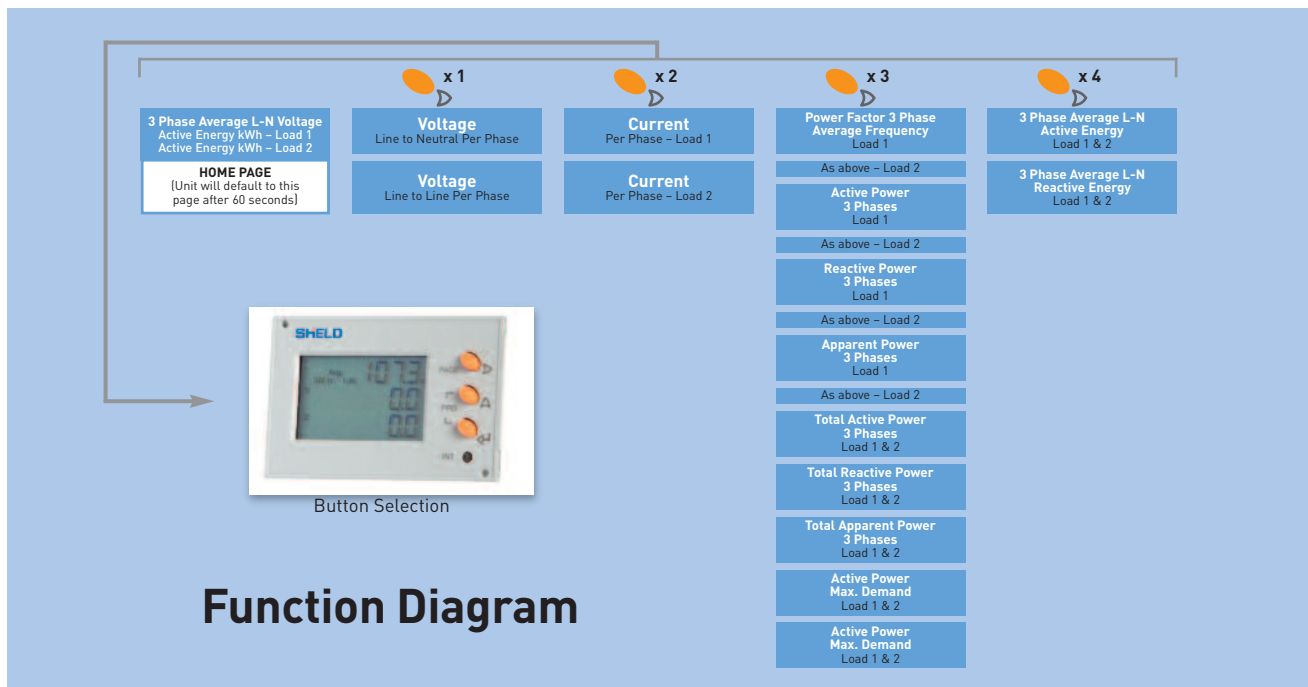 x 1
x 2
x 3
x 4
3 Phase Average L-N Voltage
Active Energy kWh – Load 1
Active Energy kWh – Load 2
HOME PAGE
(Unit will default to this
page after 60 seconds)
Voltage
Line to Neutral Per Phase
Voltage
Line to Line Per Phase
Current
Per Phase – Load 1
Current
Per Phase – Load 2
Power Factor 3 Phase
Average Frequency
Load 1
As above – Load 2
Active Power
3 Phases
Load 1
As above – Load 2
Reactive Power
3 Phases
Load 1
As above – Load 2
Apparent Power
3 Phases
Load 1
As above – Load 2
Total Active Power
3 Phases
Load 1 & 2
Total Reactive Power
3 Phases
Load 1 & 2
Total Apparent Power
3 Phases
Load 1 & 2
Active Power
Max. Demand
Load 1 & 2
Active Power
Max. Demand
Load 1 & 2
3 Phase Average L-N
Active Energy
Load 1 & 2
3 Phase Average L-N
Reactive Energy
Load 1 & 2
SHELD
107.3
PAGE
0.0
PRG
0.0
INT
Button Selection
Function Diagram